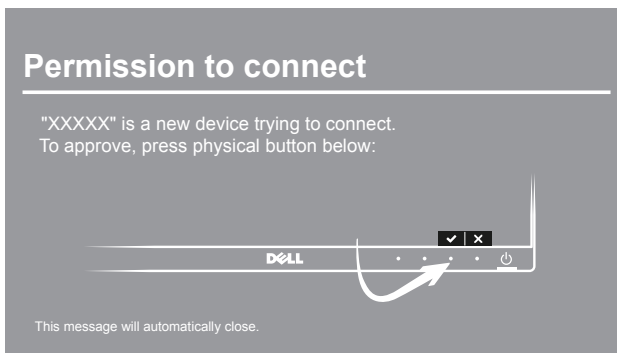 Permission to connect
"XXXXX" is a new device trying to connect.
To approve, press physical button below:
DELL
This message will automatically close.